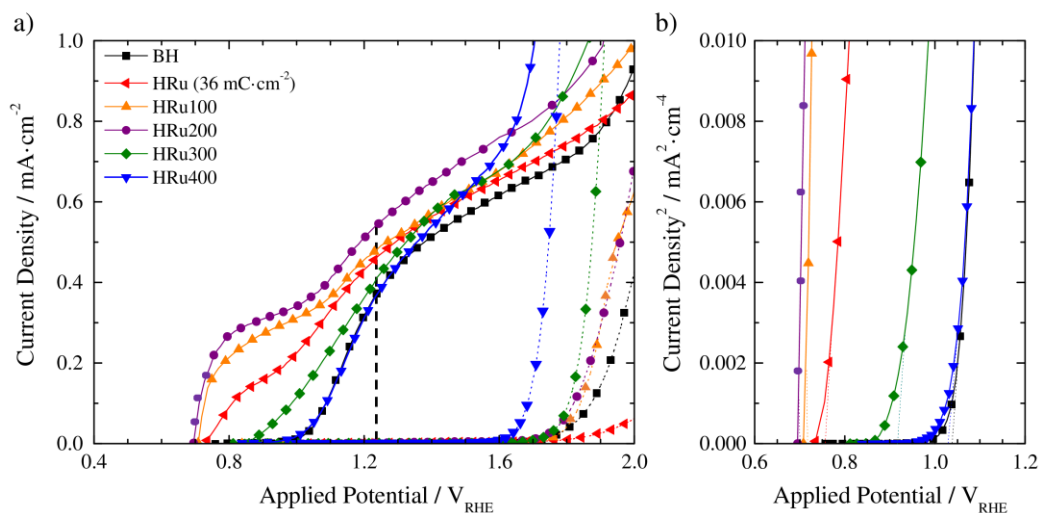 a)
Current Density / mA·cm⁻²
1.0
0.8
0.6
0.4
0.2
0.0
BH
HRu (36 mC·cm⁻²)
HRu100
HRu200
HRu300
HRu400
0.4 0.8 1.2 1.6 2.0
Applied Potential / V_RHE
b)
Current Density² / mA²·cm⁻⁴
0.010
0.008
0.006
0.004
0.002
0.000
0.6 0.8 1.0 1.2
Applied Potential / V_RHE